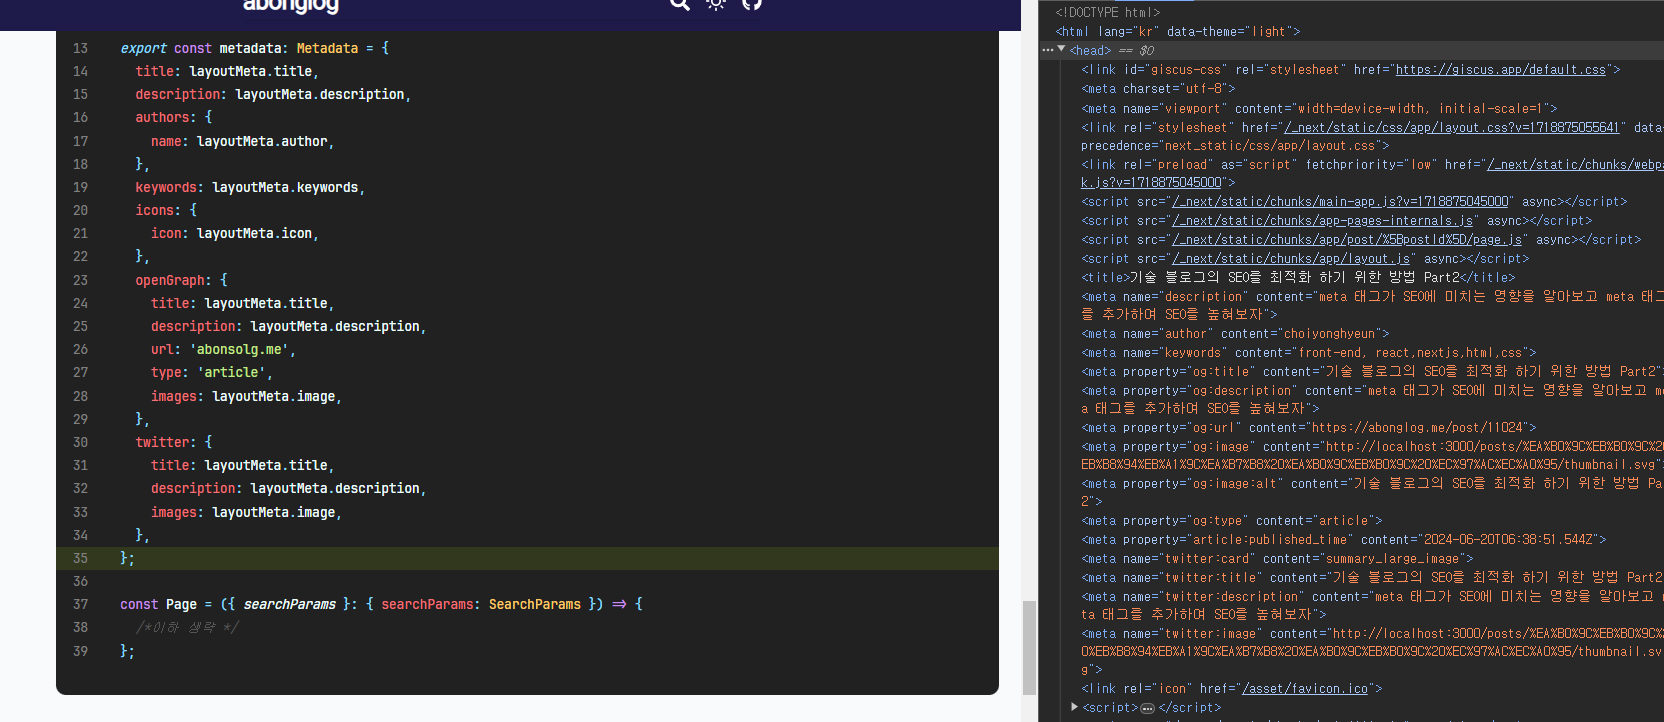 abonglog
13 export const metadata: Metadata = {
14 title: layoutMeta.title,
15 description: layoutMeta.description,
16 authors: {
17 name: layoutMeta.author,
18 },
19 keywords: layoutMeta.keywords,
20 icons: {
21 icon: layoutMeta.icon,
22 },
23 openGraph: {
24 title: layoutMeta.title,
25 description: layoutMeta.description,
26 url: 'abonsolg.me',
27 type: 'article',
28 images: layoutMeta.image,
29 },
30 twitter: {
31 title: layoutMeta.title,
32 description: layoutMeta.description,
33 images: layoutMeta.image,
34 },
35 };
36
37 const Page = ({ searchParams }: { searchParams: SearchParams }) => {
38 /*이하 생략 */
39 };
<!DOCTYPE html>
<html lang="kr" data-theme="light">
<head> == $0
<link id="giscus-css" rel="stylesheet" href="https://giscus.app/default.css">
<meta charset="utf-8">
<meta name="viewport" content="width=device-width, initial-scale=1">
<link rel="stylesheet" href="/_next/static/css/app/layout.css?v=1718875055641" data-
precedence="next_static/css/app/layout.css">
<link rel="preload" as="script" fetchpriority="low" href="/_next/static/chunks/webpa
k.js?v=1718875045000">
<script src="/_next/static/chunks/main-app.js?v=1718875045000" async></script>
<script src="/_next/static/chunks/app-pages-internals.js" async></script>
<script src="/_next/static/chunks/app/post/%5BpostId%5D/page.js" async></script>
<script src="/_next/static/chunks/app/layout.js" async></script>
<title>기술 블로그의 SEO를 최적화 하기 위한 방법 Part2</title>
<meta name="description" content="meta 태그가 SEO에 미치는 영향을 알아보고 meta 태그
를 추가하여 SEO를 높혀보자">
<meta name="author" content="choiyonghyeun">
<meta name="keywords" content="front-end, react,nextjs,html,css">
<meta property="og:title" content="기술 블로그의 SEO를 최적화 하기 위한 방법 Part2">
<meta property="og:description" content="meta 태그가 SEO에 미치는 영향을 알아보고 me
a 태그를 추가하여 SEO를 높혀보자">
<meta property="og:url" content="https://abonglog.me/post/11024">
<meta property="og:image" content="http://localhost:3000/posts/%EA%B0%9C%EB%B0%9C%20
EB%B8%94%EB%A1%9C%EA%B7%B8%20%EA%B0%9C%EB%B0%9C%20%EC%97%AC%EC%A0%95/thumbnail.svg">
<meta property="og:image:alt" content="기술 블로그의 SEO를 최적화 하기 위한 방법 Pa
2">
<meta property="og:type" content="article">
<meta property="article:published_time" content="2024-06-20T06:38:51.544Z">
<meta name="twitter:card" content="summary_large_image">
<meta name="twitter:title" content="기술 블로그의 SEO를 최적화 하기 위한 방법 Part2
<meta name="twitter:description" content="meta 태그가 SEO에 미치는 영향을 알아보고 m
ta 태그를 추가하여 SEO를 높혀보자">
<meta name="twitter:image" content="http://localhost:3000/posts/%EA%B0%9C%EB%B0%9C%2
0%EB%B8%94%EB%A1%9C%EA%B7%B8%20%EA%B0%9C%EB%B0%9C%20%EC%97%AC%EC%A0%95/thumbnail.sv
g">
<link rel="icon" href="/asset/favicon.ico">
<script>…</script>